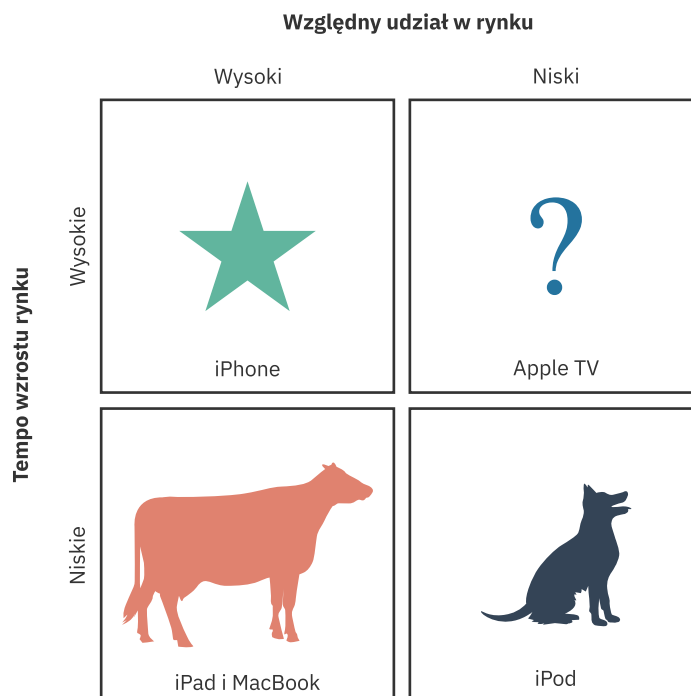 Względny udział w rynku
Wysoki
Niski
Tempo wzrostu rynku
Wysokie
?
iPhone
Apple TV
Niskie
iPad i MacBook
iPod